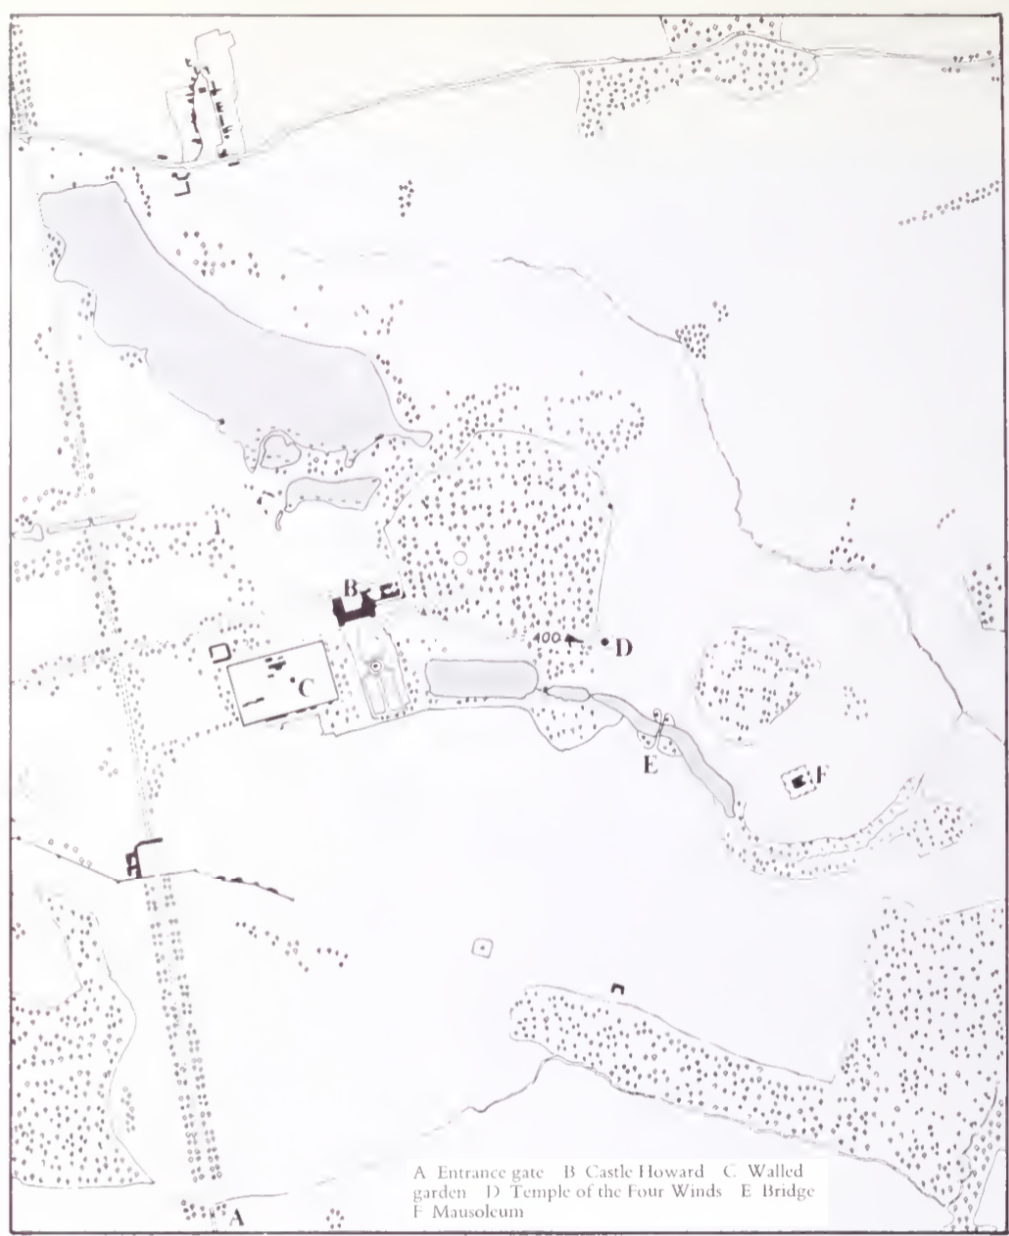 B
400
D
C
E
F
A
A Entrance gate B Castle Howard C Walled
garden D Temple of the Four Winds E Bridge
F Mausoleum